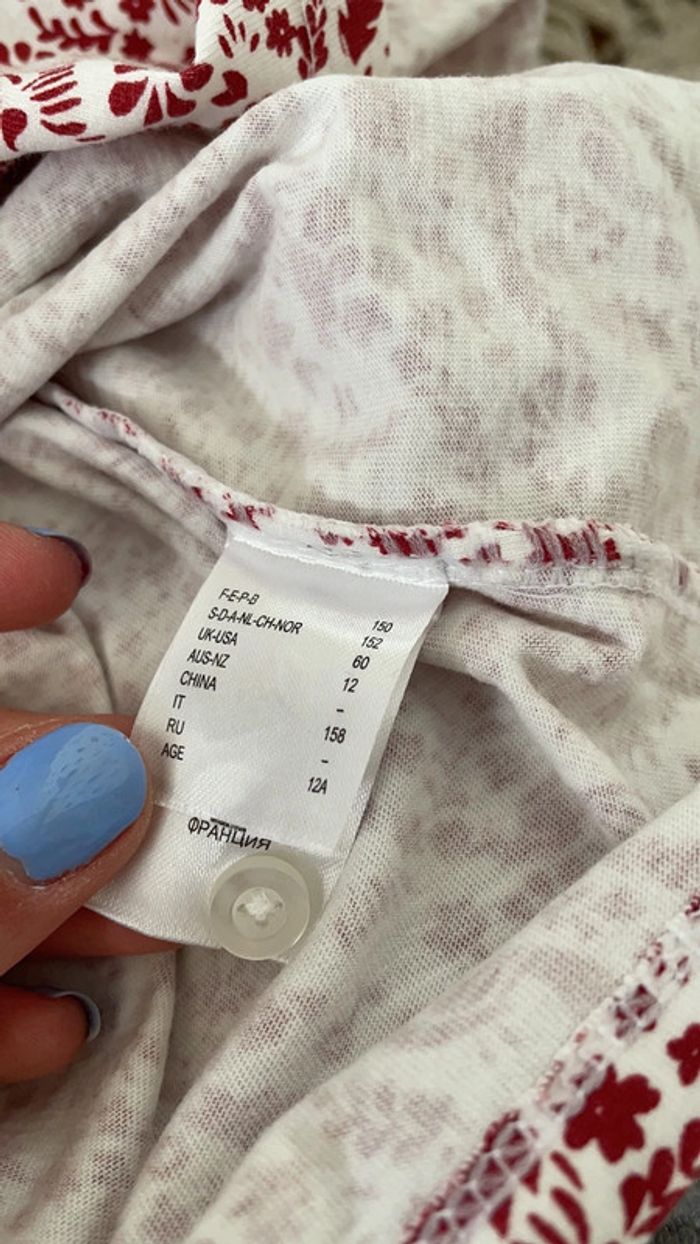 F-E-P-B 150
S-D-A-NL-CH-NOR 152
UK-USA 60
AUS-NZ 12
CHINA –
IT 158
RU –
AGE 12A
ФРАНЦИЯ